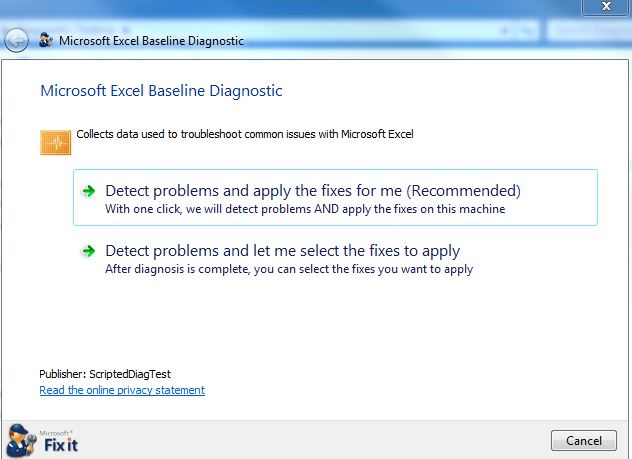 Microsoft Excel Baseline Diagnostic
Microsoft Excel Baseline Diagnostic
Collects data used to troubleshoot common issues with Microsoft Excel
Detect problems and apply the fixes for me (Recommended)
With one click, we will detect problems AND apply the fixes on this machine
Detect problems and let me select the fixes to apply
After diagnosis is complete, you can select the fixes you want to apply
Publisher: ScriptedDiagTest
Read the online privacy statement
Microsoft®
Fix it
Cancel